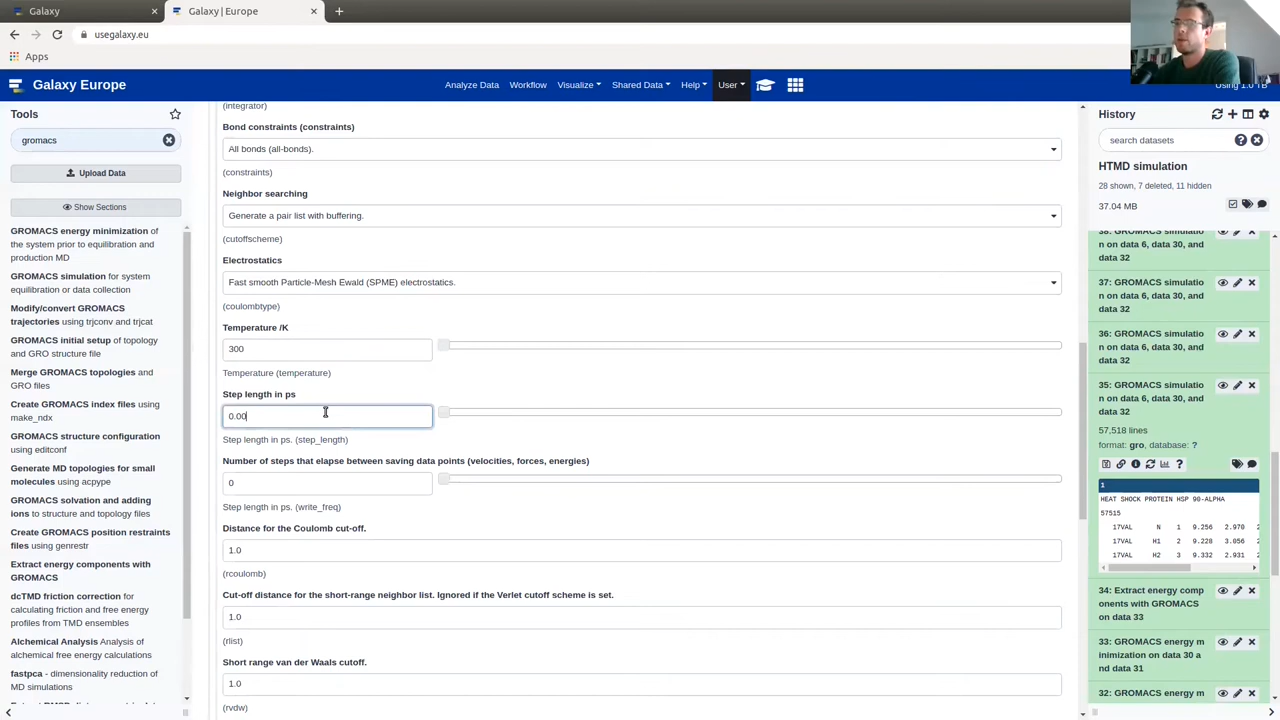 Galaxy
Galaxy | Europe
usegalaxy.eu
Apps
Galaxy Europe
Analyze Data
Workflow
Visualize
Shared Data
Help
User
Using 1.0 TB
Tools
gromacs
Upload Data
Show Sections
GROMACS energy minimization of
the system prior to equilibration and
production MD
GROMACS simulation for system
equilibration or data collection
Modify/convert GROMACS
trajectories using trjconv and trjcat
GROMACS initial setup of topology
and GRO structure file
Merge GROMACS topologies and
GRO files
Create GROMACS index files using
make_ndx
GROMACS structure configuration
using editconf
Generate MD topologies for small
molecules using acpype
GROMACS solvation and adding
ions to structure and topology files
Create GROMACS position restraints
files using genrestr
Extract energy components with
GROMACS
dcTMD friction correction for
calculating friction and free energy
profiles from TMD ensembles
Alchemical Analysis Analysis of
alchemical free energy calculations
fastpca - dimensionality reduction of
MD simulations
(integrator)
Bond constraints (constraints)
All bonds (all-bonds).
(constraints)
Neighbor searching
Generate a pair list with buffering.
(cutoffscheme)
Electrostatics
Fast smooth Particle-Mesh Ewald (SPME) electrostatics.
(coulombtype)
Temperature /K
300
Temperature (temperature)
Step length in ps
0.00
Step length in ps. (step_length)
Number of steps that elapse between saving data points (velocities, forces, energies)
0
Step length in ps. (write_freq)
Distance for the Coulomb cut-off.
1.0
(rcoulomb)
Cut-off distance for the short-range neighbor list. Ignored if the Verlet cutoff scheme is set.
1.0
(rlist)
Short range van der Waals cutoff.
1.0
(rvdw)
History
search datasets
HTMD simulation
28 shown, 7 deleted, 11 hidden
37.04 MB
38: GROMACS simulatio
n on data 6, data 30, and
data 32
37: GROMACS simulatio
n on data 6, data 30, and
data 32
36: GROMACS simulatio
n on data 6, data 30, and
data 32
35: GROMACS simulatio
n on data 6, data 30, and
data 32
57,518 lines
format: gro, database: ?
1
HEAT SHOCK PROTEIN HSP 90-ALPHA
57515
17VAL N 1 9.256 2.970 2
17VAL H1 2 9.228 3.056 2
17VAL H2 3 9.332 2.931 2
34: Extract energy comp
onents with GROMACS
on data 33
33: GROMACS energy m
inimization on data 30 a
nd data 31
32: GROMACS energy m